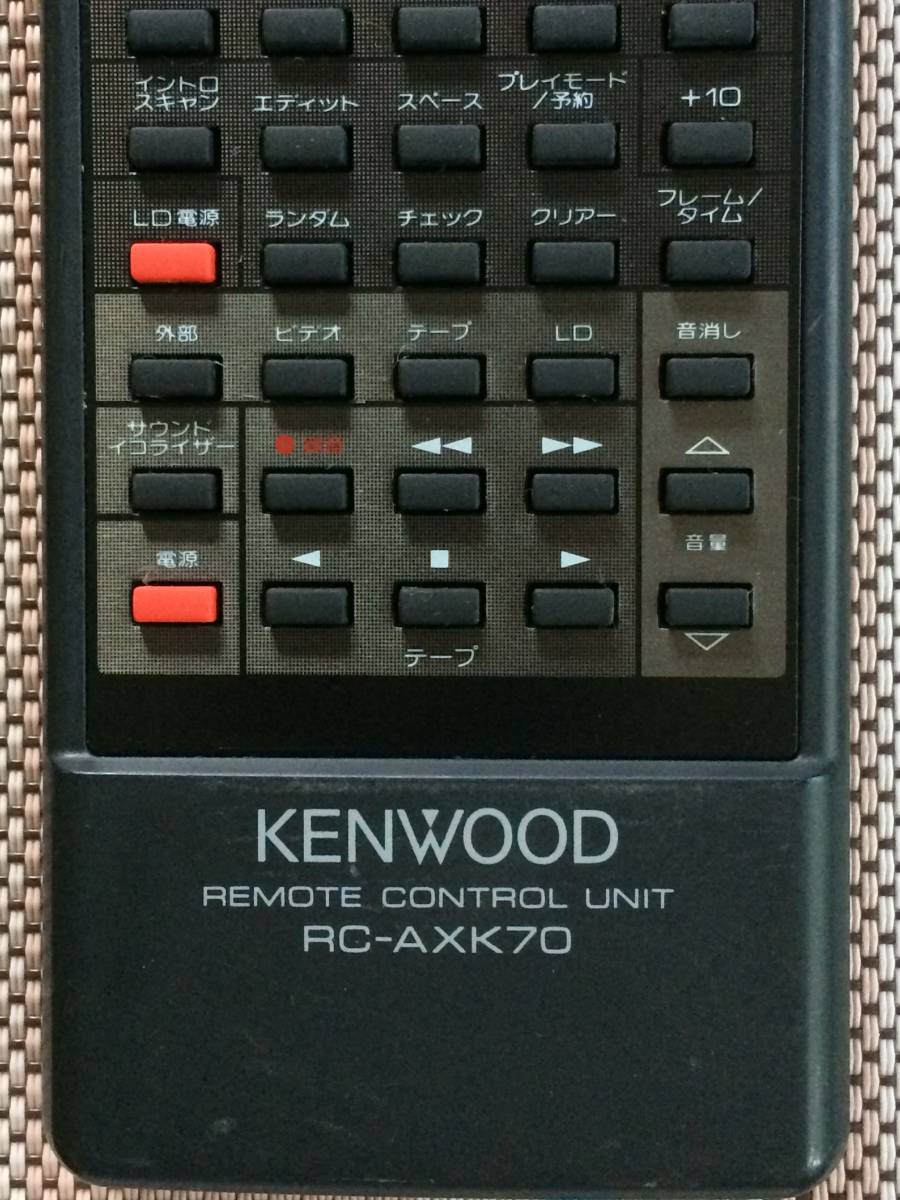 イントロ
スキャン
エディット
スペース
プレイモード
/予約
+10
LD電源
ランダム
チェック
クリアー
フレーム/
タイム
外部
ビデオ
テープ
LD
音消し
サウンド
イコライザー
録音
電源
音量
テープ
KENWOOD
REMOTE CONTROL UNIT
RC-AXK70